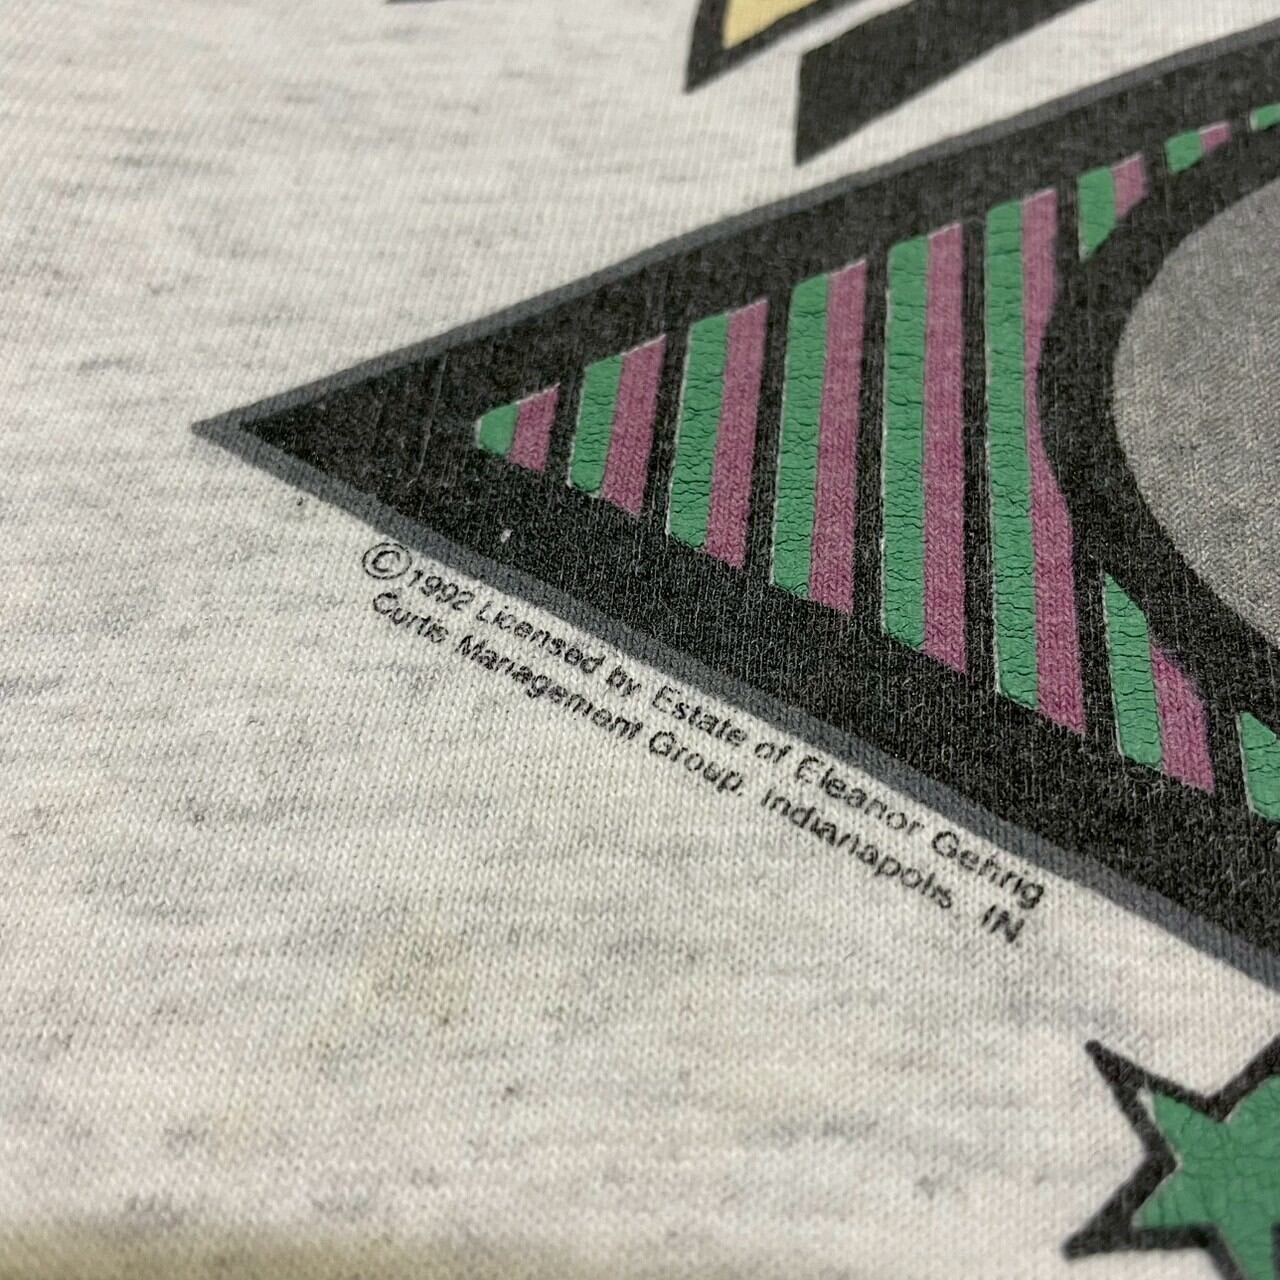 ©1992 Licensed by Estate of Eleanor Gehrig
Curtis Management Group, Indianapolis, IN